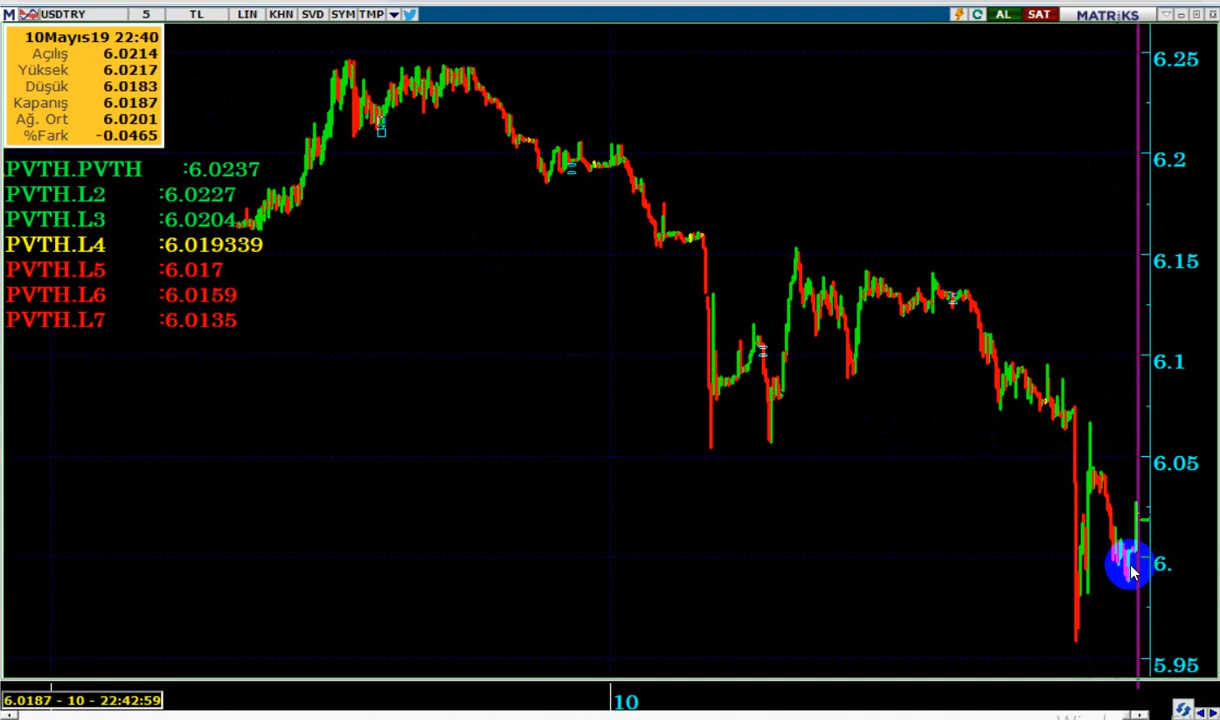 M USDTRY 5 TL LIN KHN SVD SYM TMP AL SAT MATRİKS
10Mayıs19 22:40
Açılış 6.0214
Yüksek 6.0217
Düşük 6.0183
Kapanış 6.0187
Ağ. Ort 6.0201
%Fark -0.0465
PVTH.PVTH :6.0237
PVTH.L2 :6.0227
PVTH.L3 :6.0204
PVTH.L4 :6.019339
PVTH.L5 :6.017
PVTH.L6 :6.0159
PVTH.L7 :6.0135
6.25
6.2
6.15
6.1
6.05
6.
5.95
6.0187 - 10 - 22:42:59
10